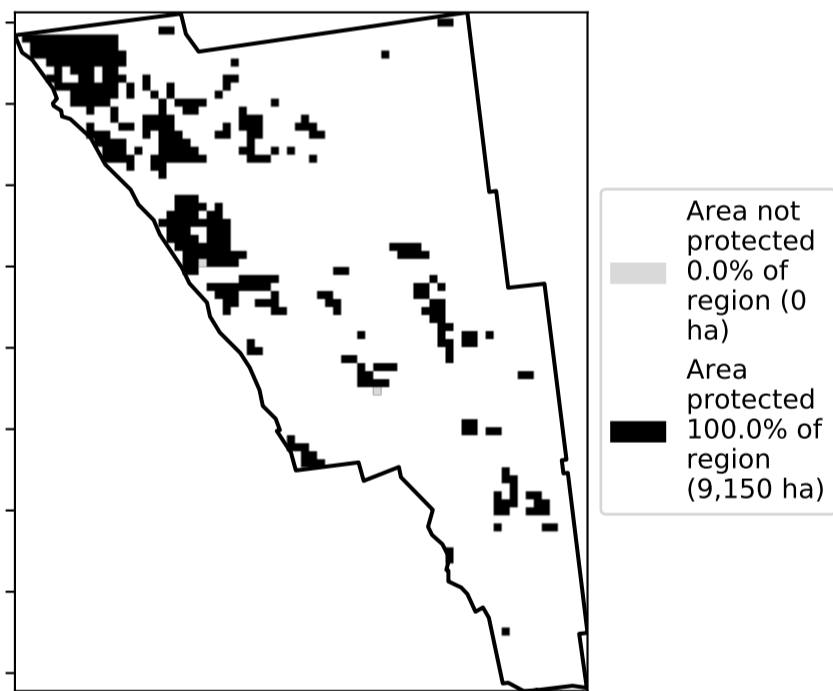 Area not
protected
0.0% of
region (0
ha)
Area
protected
100.0% of
region
(9,150 ha)